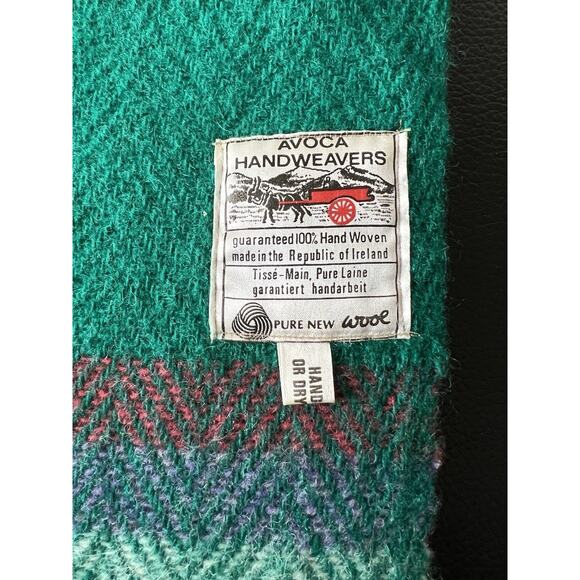 AVOCA
HANDWEAVERS
guaranteed 100% Hand Woven
made in the Republic of Ireland
Tissé-Main, Pure Laine
garantiert handarbeit
PURE NEW wool
HAND
OR DRY